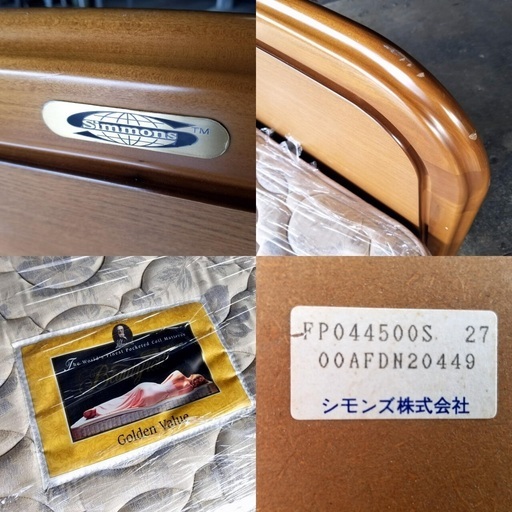 Simmons TM
The World's Finest Pocketed Coil Mattress
Beautyrest
Golden Value
FP044500S 27
00AFDN20449
シモンズ株式会社